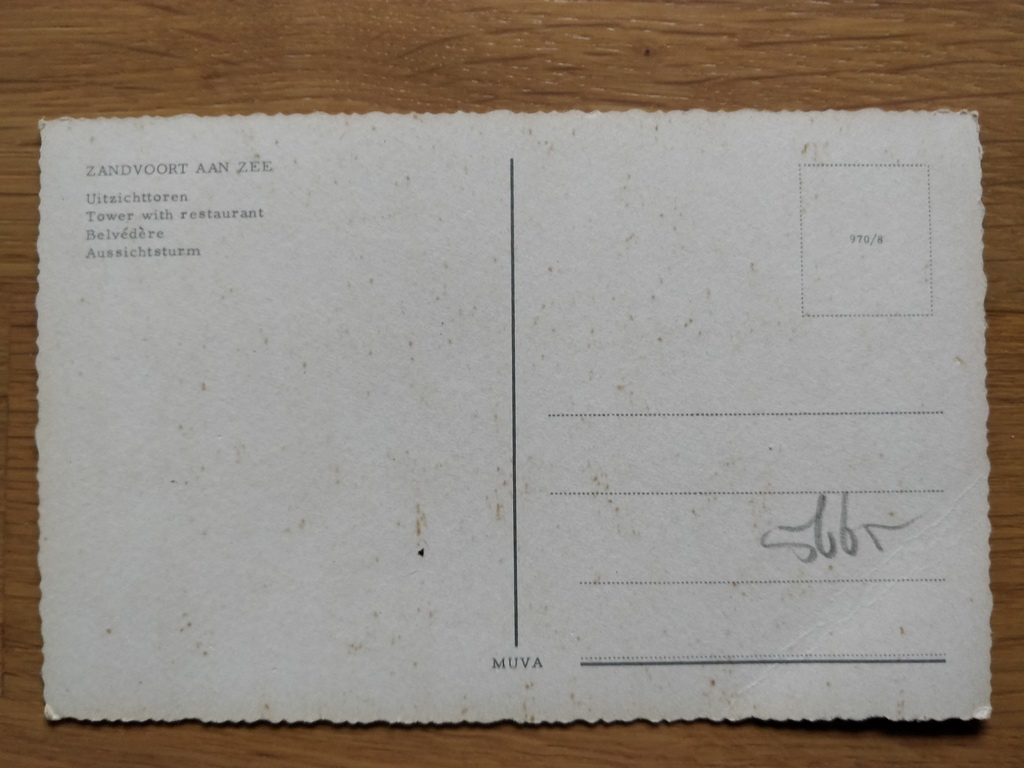 ZANDVOORT AAN ZEE
Uitzichttoren
Tower with restaurant
Belvédère
Aussichtsturm
970/8
MUVA